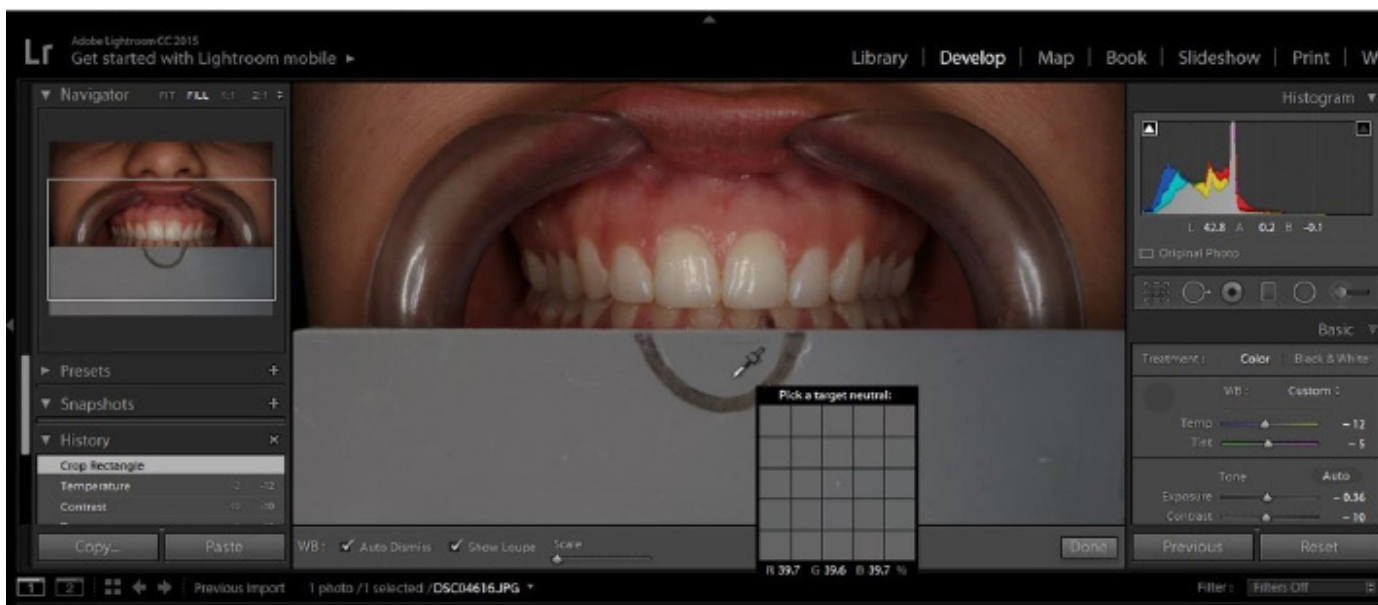 Lr
Adobe Lightroom CC 2015
Get started with Lightroom mobile ▶
Library | Develop | Map | Book | Slideshow | Print | W
Navigator FIT FILL 1:1 2:1
Histogram
L 42.8 A 0.2 B -0.1
Original Photo
Basic
Treatment: Color | Black & White
WB: Custom
Temp -12
Tint -5
Tone Auto
Exposure -0.36
Contrast -10
Presets +
Snapshots +
History ×
Crop Rectangle
Temperature -2 -12
Contrast -10 -10
Pick a target neutral:
R 39.7 G 39.6 B 39.7 %
Copy... Paste
WB: Auto Dismiss Show Loupe Scale
Done
Previous Reset
1 2 Previous Import 1 photo / 1 selected / DSC04616.JPG
Filter: Filters Off